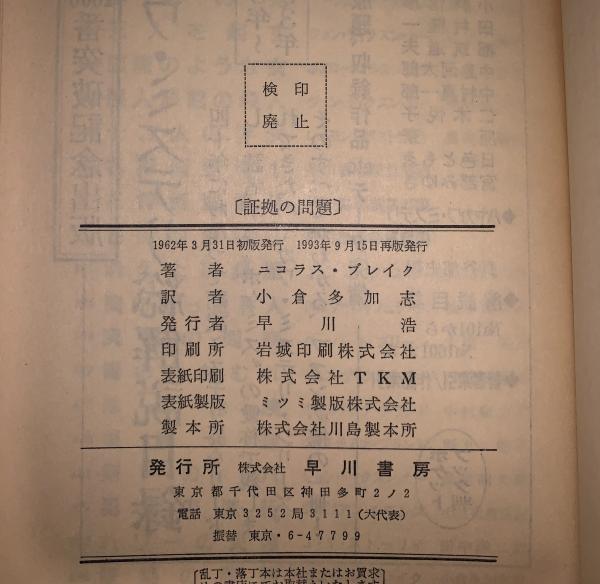 検印
廃止
〔証拠の問題〕
1962年3月31日初版発行 1993年9月15日再版発行
著者 ニコラス・ブレイク
訳者 小倉多加志
発行者 早川浩
印刷所 岩城印刷株式会社
表紙印刷 株式会社TKM
表紙製版 ミツミ製版株式会社
製本所 株式会社川島製本所
発行所 株式会社 早川書房
東京都千代田区神田多町2ノ2
電話 東京3252局3111(大代表)
振替 東京・6-47799
〔乱丁・落丁本は本社またはお買求